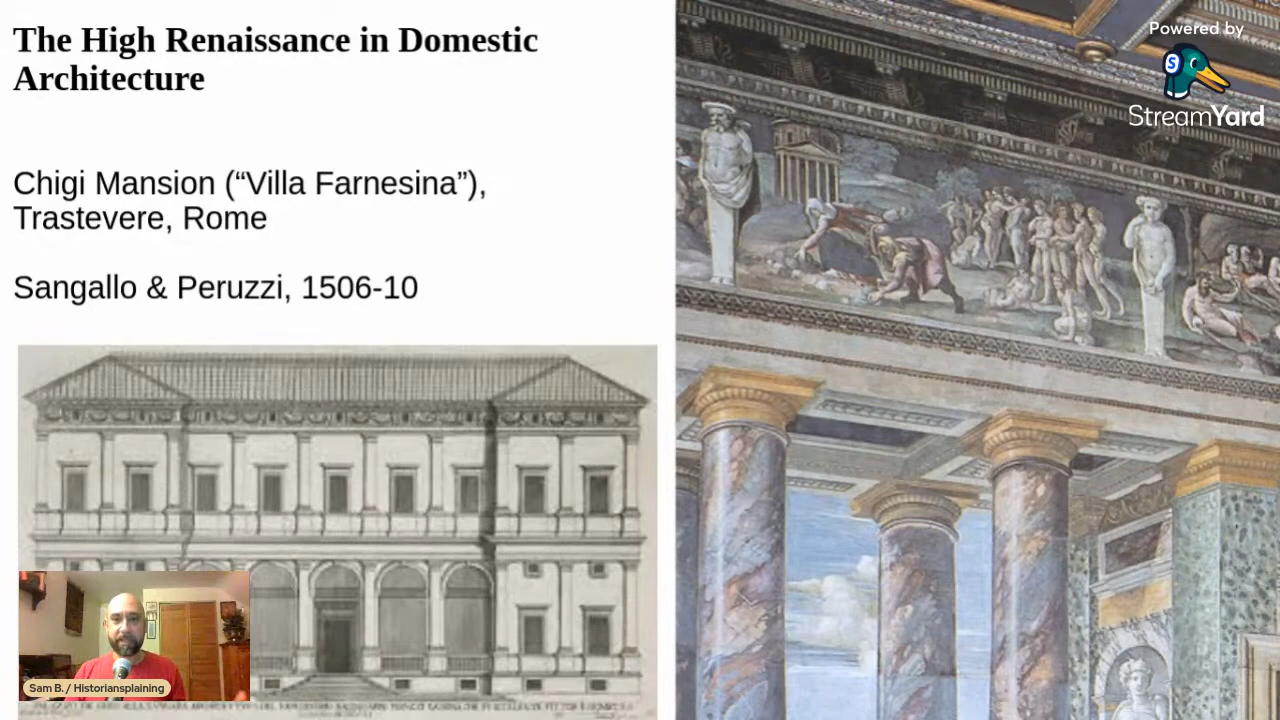 The High Renaissance in Domestic
Architecture
Chigi Mansion (“Villa Farnesina”),
Trastevere, Rome
Sangallo & Peruzzi, 1506-10
Powered by
S
StreamYard
Sam B. / Historiansplaining